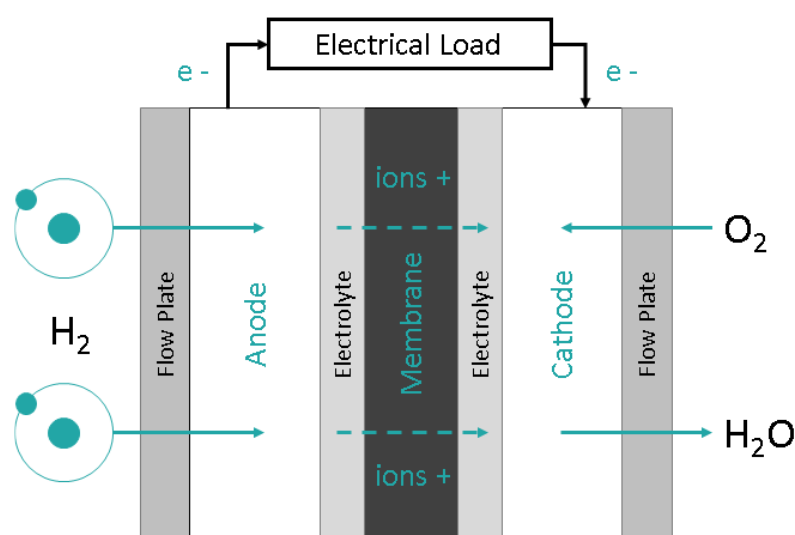 Electrical Load
e -
e -
ions +
H₂
Flow Plate
Anode
Electrolyte
Membrane
Electrolyte
Cathode
Flow Plate
O₂
H₂O
ions +